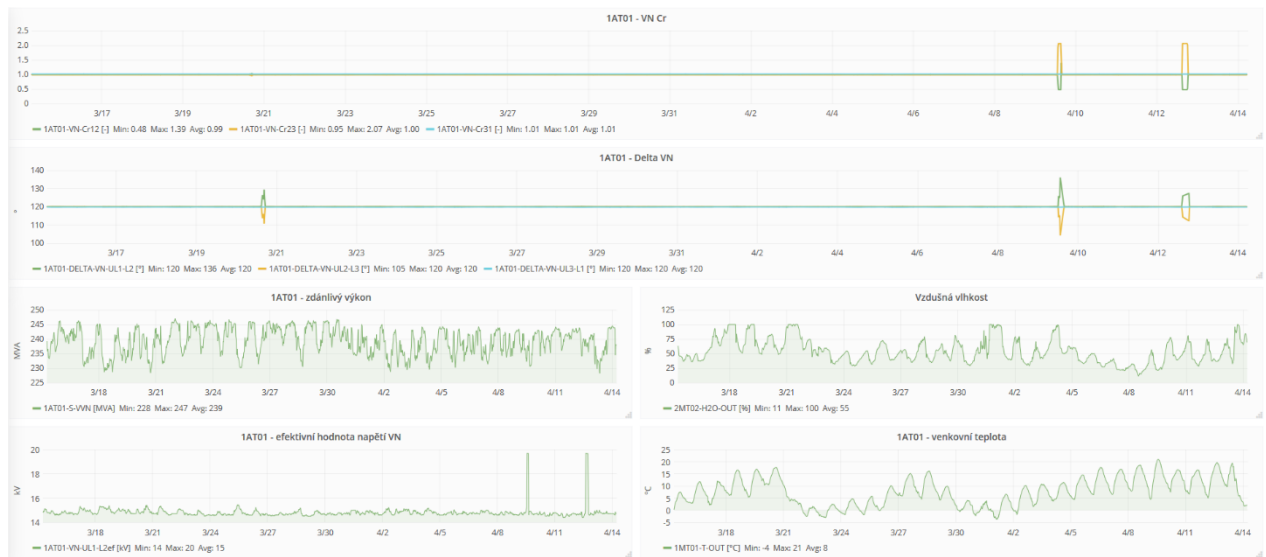 1AT01 - VN Cr
2.5
2.0
1.5
1.0
0.5
0
3/17 3/19 3/21 3/23 3/25 3/27 3/29 3/31 4/2 4/4 4/6 4/8 4/10 4/12 4/14
1AT01-VN-Cr12 [-] Min: 0.48 Max: 1.39 Avg: 0.99 1AT01-VN-Cr23 [-] Min: 0.95 Max: 2.07 Avg: 1.00 1AT01-VN-Cr31 [-] Min: 1.01 Max: 1.01 Avg: 1.01
1AT01 - Delta VN
140
130
120
110
100
°
3/17 3/19 3/21 3/23 3/25 3/27 3/29 3/31 4/2 4/4 4/6 4/8 4/10 4/12 4/14
1AT01-DELTA-VN-UL1-L2 [°] Min: 120 Max: 136 Avg: 120 1AT01-DELTA-VN-UL2-L3 [°] Min: 105 Max: 120 Avg: 120 1AT01-DELTA-VN-UL3-L1 [°] Min: 120 Max: 120 Avg: 120
1AT01 - zdánlivý výkon
250
245
240
235
230
225
MVA
3/18 3/21 3/24 3/27 3/30 4/2 4/5 4/8 4/11 4/14
1AT01-S-VVN [MVA] Min: 228 Max: 247 Avg: 239
Vzdušná vlhkost
125
100
75
50
25
0
%
3/18 3/21 3/24 3/27 3/30 4/2 4/5 4/8 4/11 4/14
2MT02-H2O-OUT [%] Min: 11 Max: 100 Avg: 55
1AT01 - efektivní hodnota napětí VN
20
18
16
14
kV
3/18 3/21 3/24 3/27 3/30 4/2 4/5 4/8 4/11 4/14
1AT01-VN-UL1-L2ef [kV] Min: 14 Max: 20 Avg: 15
1AT01 - venkovní teplota
25
20
15
10
5
0
-5
°C
3/18 3/21 3/24 3/27 3/30 4/2 4/5 4/8 4/11 4/14
1MT01-T-OUT [°C] Min: -4 Max: 21 Avg: 8